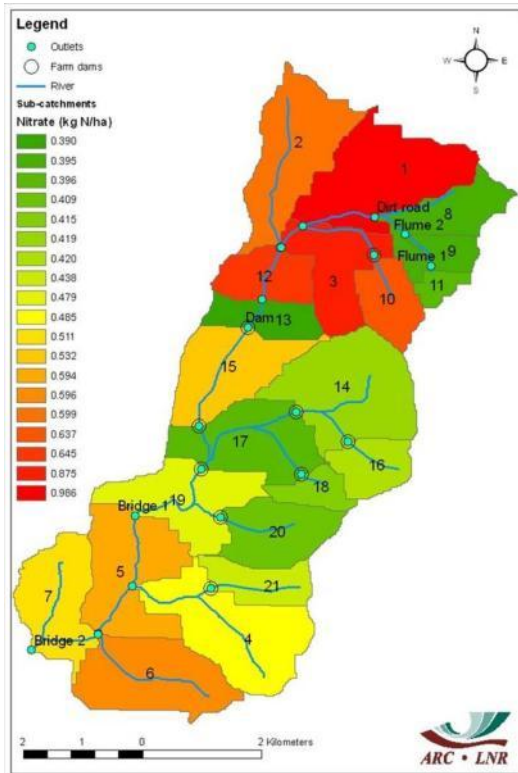 Legend
Outlets
Farm dams
River
Sub-catchments
Nitrate (kg N/ha)
0.390
0.395
0.396
0.409
0.415
0.419
0.420
0.438
0.479
0.485
0.511
0.532
0.594
0.596
0.599
0.637
0.645
0.875
0.986
N
W E
S
2
1
Dirt road
8
Flume 2
9
Flume 1
11
12
3
10
Dam 13
15
14
17
16
18
Bridge 1 19
20
5
21
7
4
Bridge 2
6
2 1 0 2 Kilometers
ARC • LNR